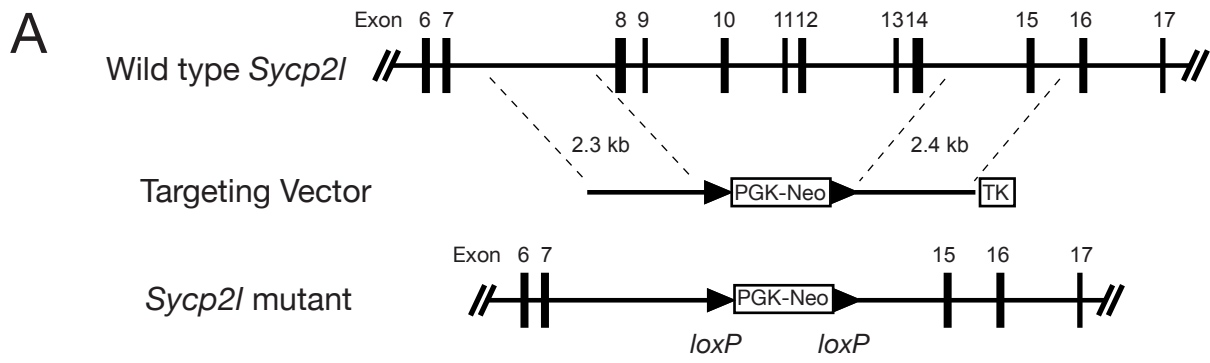 A
Exon 6 7 8 9 10 11 12 13 14 15 16 17
Wild type Sycp2l
2.3 kb 2.4 kb
Targeting Vector PGK-Neo TK
Exon 6 7 15 16 17
Sycp2l mutant PGK-Neo
loxP loxP